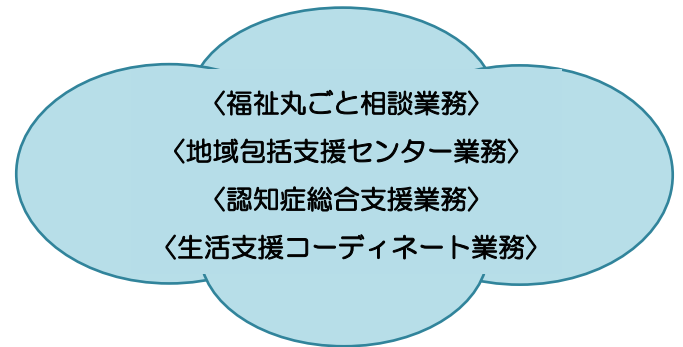 〈福祉丸ごと相談業務〉
〈地域包括支援センター業務〉
〈認知症総合支援業務〉
〈生活支援コーディネート業務〉